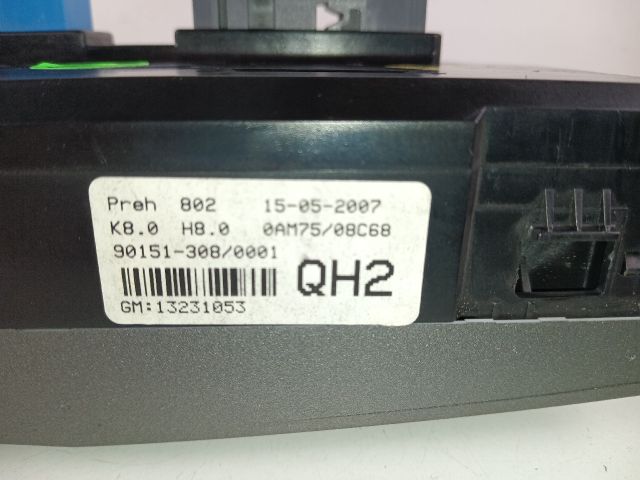 Preh 802 15-05-2007
K8.0 H8.0 0AM75/08C68
90151-308/0001
QH2
GM:13231053